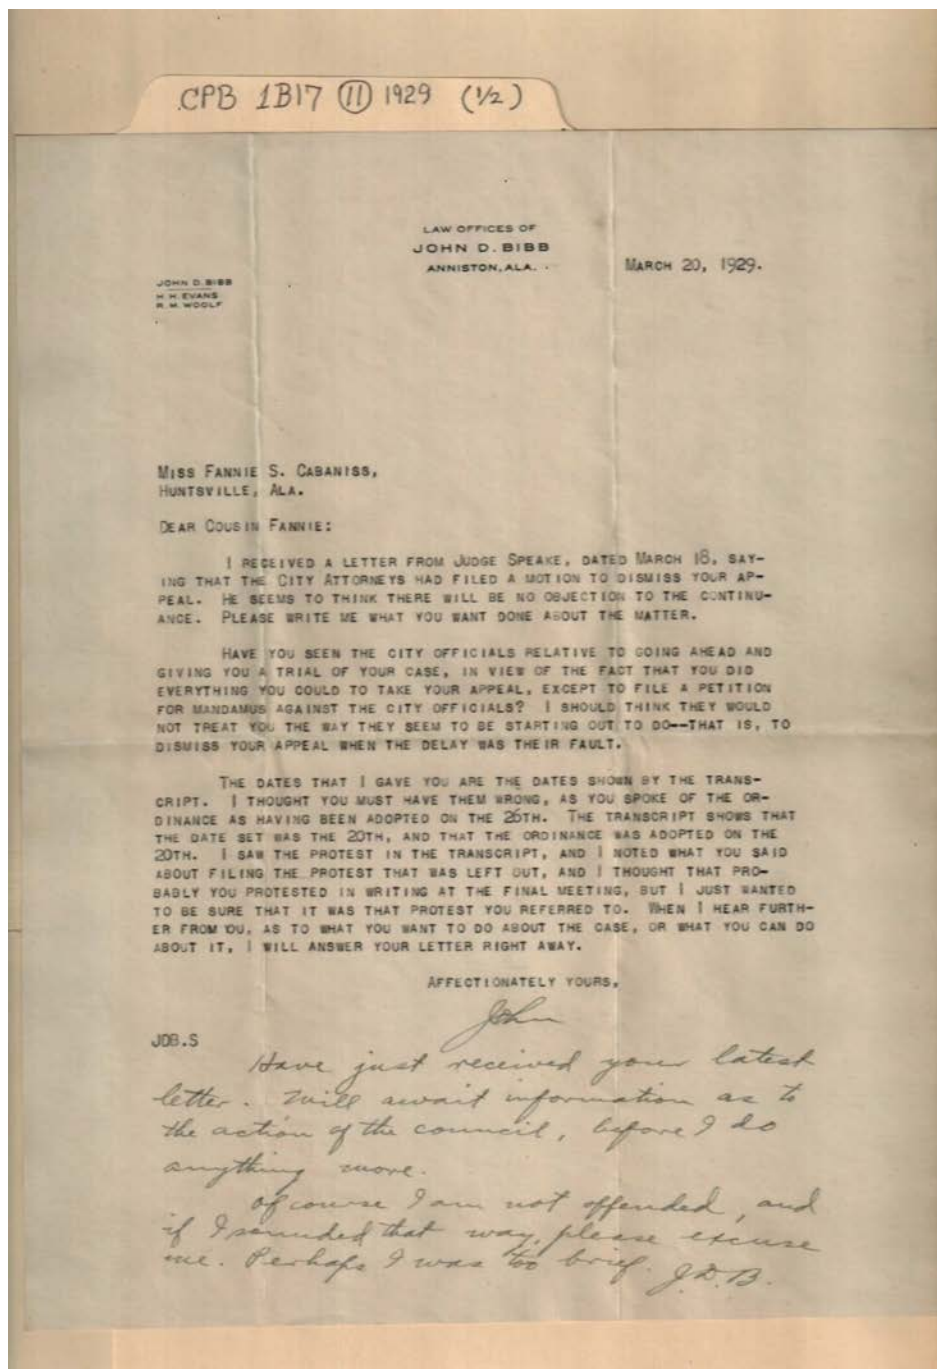 CPB 1B17 (11) 1929 (1/2)
LAW OFFICES OF
JOHN D. BIBB
ANNISTON, ALA.
MARCH 20, 1929.
JOHN D. BIBB
H. H. EVANS
R. M. WOOLF
MISS FANNIE S. CABANISS,
HUNTSVILLE, ALA.
DEAR COUSIN FANNIE:
I RECEIVED A LETTER FROM JUDGE SPEAKE, DATED MARCH 18, SAY-
ING THAT THE CITY ATTORNEYS HAD FILED A MOTION TO DISMISS YOUR AP-
PEAL. HE SEEMS TO THINK THERE WILL BE NO OBJECTION TO THE CONTINU-
ANCE. PLEASE WRITE ME WHAT YOU WANT DONE ABOUT THE MATTER.
HAVE YOU SEEN THE CITY OFFICIALS RELATIVE TO GOING AHEAD AND
GIVING YOU A TRIAL OF YOUR CASE, IN VIEW OF THE FACT THAT YOU DID
EVERYTHING YOU COULD TO TAKE YOUR APPEAL, EXCEPT TO FILE A PETITION
FOR MANDAMUS AGAINST THE CITY OFFICIALS? I SHOULD THINK THEY WOULD
NOT TREAT YOU THE WAY THEY SEEM TO BE STARTING OUT TO DO--THAT IS, TO
DISMISS YOUR APPEAL WHEN THE DELAY WAS THEIR FAULT.
THE DATES THAT I GAVE YOU ARE THE DATES SHOWN BY THE TRANS-
CRIPT. I THOUGHT YOU MUST HAVE THEM WRONG, AS YOU SPOKE OF THE OR-
DINANCE AS HAVING BEEN ADOPTED ON THE 26TH. THE TRANSCRIPT SHOWS THAT
THE DATE SET WAS THE 20TH, AND THAT THE ORDINANCE WAS ADOPTED ON THE
20TH. I SAW THE PROTEST IN THE TRANSCRIPT, AND I NOTED WHAT YOU SAID
ABOUT FILING THE PROTEST THAT WAS LEFT OUT, AND I THOUGHT THAT PRO-
BABLY YOU PROTESTED IN WRITING AT THE FINAL MEETING, BUT I JUST WANTED
TO BE SURE THAT IT WAS THAT PROTEST YOU REFERRED TO. WHEN I HEAR FURTH-
ER FROM YOU, AS TO WHAT YOU WANT TO DO ABOUT THE CASE, OR WHAT YOU CAN DO
ABOUT IT, I WILL ANSWER YOUR LETTER RIGHT AWAY.
AFFECTIONATELY YOURS,
John
JDB.S
Have just received your latest
letter. Will await information as to
the action of the council, before I do
anything more.
Of course I am not offended, and
if I sounded that way, please excuse
me. Perhaps I was too brief. J.D.B.